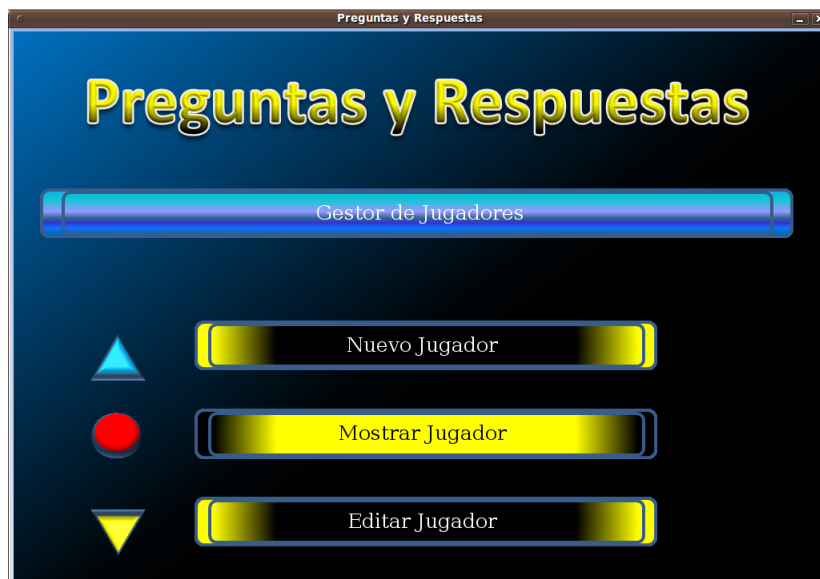 Preguntas y Respuestas
Preguntas y Respuestas
Gestor de Jugadores
Nuevo Jugador
Mostrar Jugador
Editar Jugador